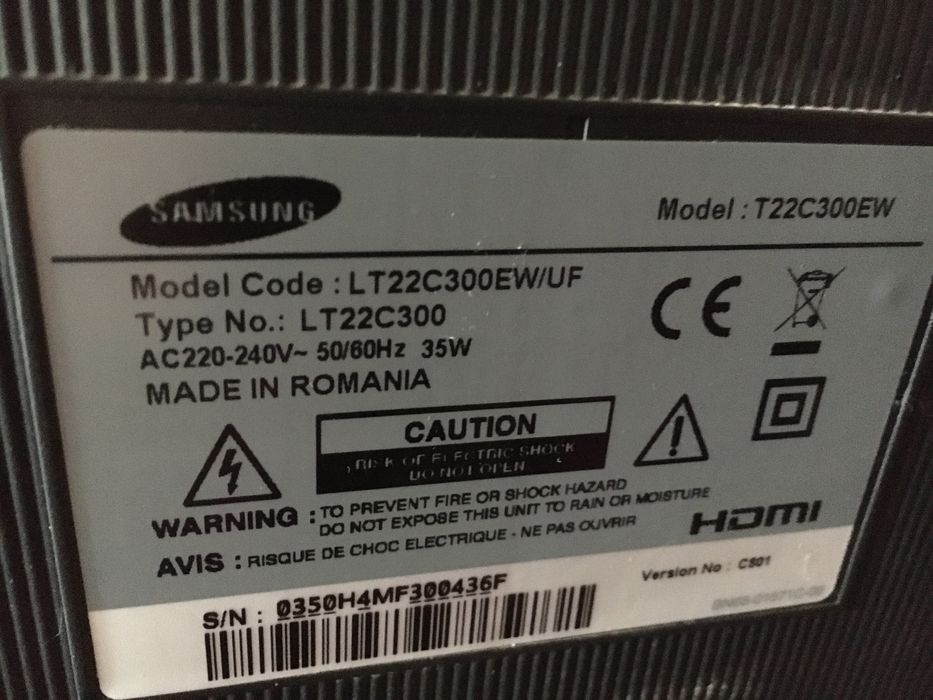 SAMSUNG
Model : T22C300EW
Model Code : LT22C300EW/UF
Type No.: LT22C300
AC220-240V~ 50/60Hz 35W
MADE IN ROMANIA
CAUTION
RISK OF ELECTRIC SHOCK
DO NOT OPEN
WARNING : TO PREVENT FIRE OR SHOCK HAZARD
DO NOT EXPOSE THIS UNIT TO RAIN OR MOISTURE
AVIS : RISQUE DE CHOC ELECTRIQUE - NE PAS OUVRIR
HDMI
S/N : 0350H4MF300436F
Version No : CS01